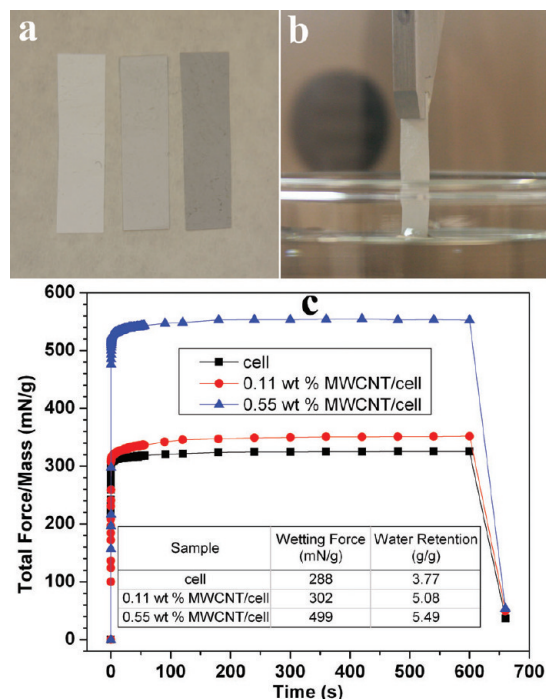 a
b
c
600
500
400
300
200
100
0
Total Force/Mass (mN/g)
cell
0.11 wt % MWCNT/cell
0.55 wt % MWCNT/cell
Sample Wetting Force (mN/g) Water Retention (g/g)
cell 288 3.77
0.11 wt % MWCNT/cell 302 5.08
0.55 wt % MWCNT/cell 499 5.49
0 100 200 300 400 500 600 700
Time (s)